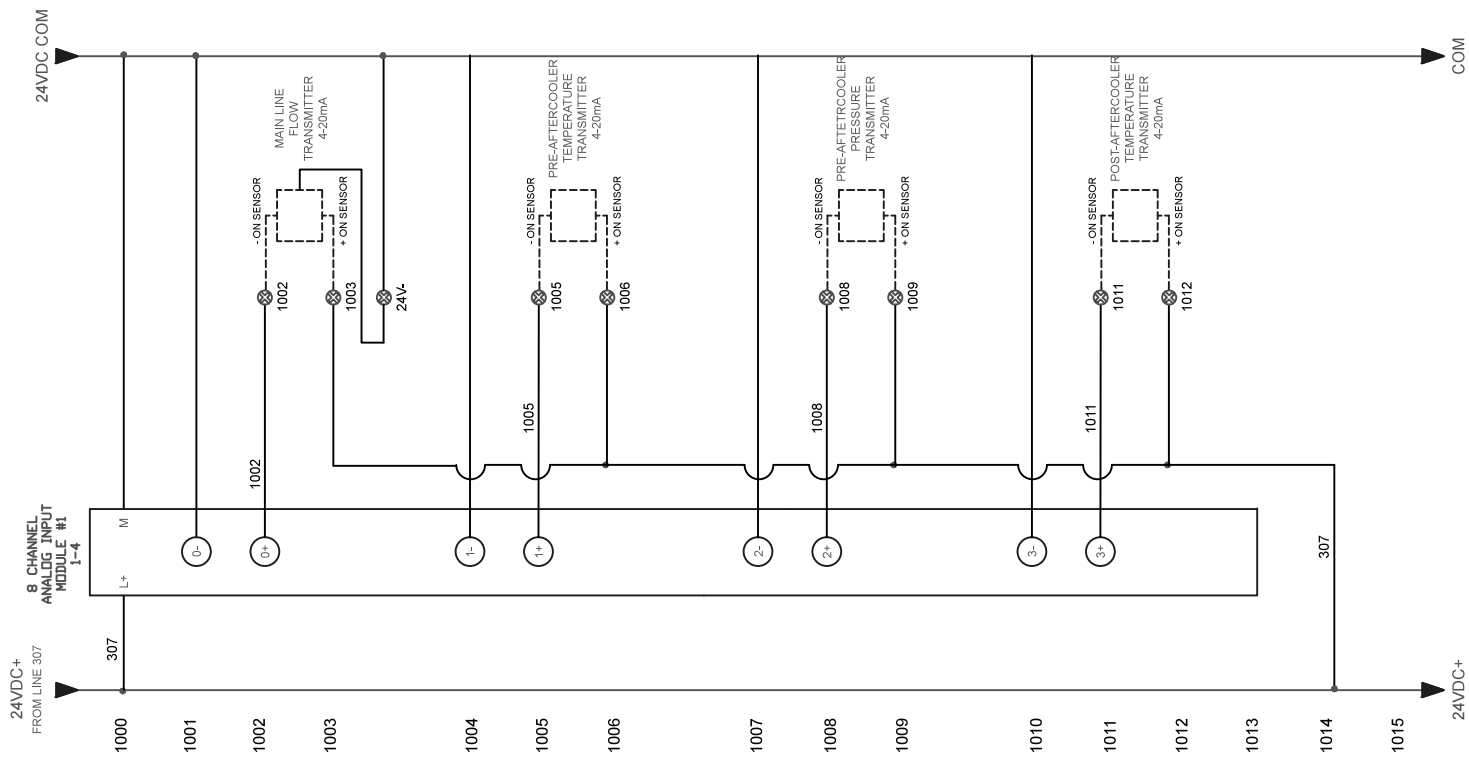 24VDC+
FROM LINE 307
24VDC COM
8 CHANNEL
ANALOG INPUT
MODULE #1
1-4
1000
307
L+
M
1001
0-
1002
0+
1002
1002
- ON SENSOR
MAIN LINE
FLOW
TRANSMITTER
4-20mA
1003
1003
+ ON SENSOR
24V-
1004
1-
1005
1+
1005
1005
- ON SENSOR
PRE-AFTERCOOLER
TEMPERATURE
TRANSMITTER
4-20mA
1006
1006
+ ON SENSOR
1007
2-
1008
2+
1008
1008
- ON SENSOR
PRE-AFTETRCOOLER
PRESSURE
TRANSMITTER
4-20mA
1009
1009
+ ON SENSOR
1010
3-
1011
3+
1011
1011
- ON SENSOR
POST-AFTERCOOLER
TEMPERATURE
TRANSMITTER
4-20mA
1012
1012
+ ON SENSOR
1013
1014
307
1015
24VDC+
COM